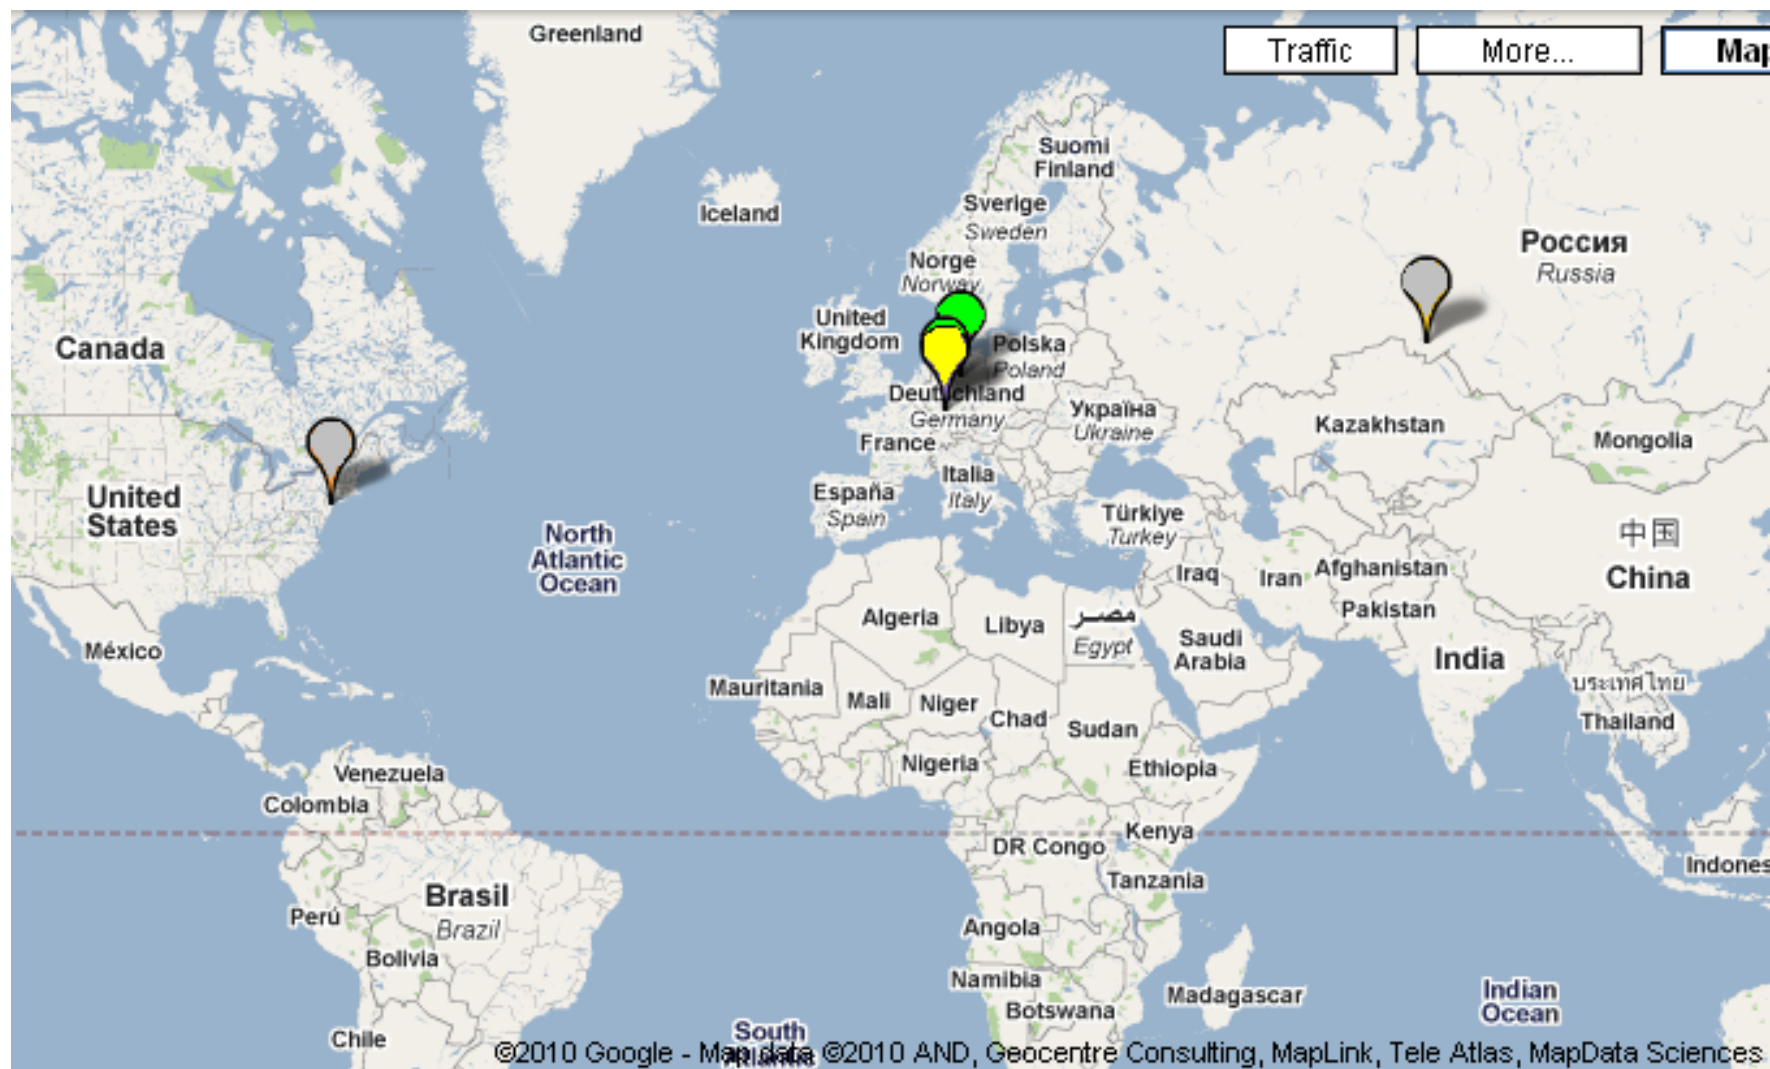 Greenland
Traffic
More...
Map
Suomi
Finland
Iceland
Sverige
Sweden
Norge
Norway
Россия
Russia
United
Kingdom
Polska
Poland
Canada
Deutschland
Germany
Україна
Ukraine
France
Kazakhstan
Mongolia
United
States
Italia
Italy
España
Spain
Türkiye
Turkey
中国
China
North
Atlantic
Ocean
Iraq
Iran
Afghanistan
Pakistan
Algeria
Libya
مصر
Egypt
Saudi
Arabia
India
México
Mauritania
Mali
Niger
Chad
Sudan
ประเทศไทย
Thailand
Nigeria
Ethiopia
Venezuela
Colombia
Kenya
DR Congo
Indones
Tanzania
Brasil
Brazil
Perú
Angola
Bolivia
Namibia
Botswana
Madagascar
Indian
Ocean
Chile
South
Atlantic
©2010 Google - Map data ©2010 AND, Geocentre Consulting, MapLink, Tele Atlas, MapData Sciences